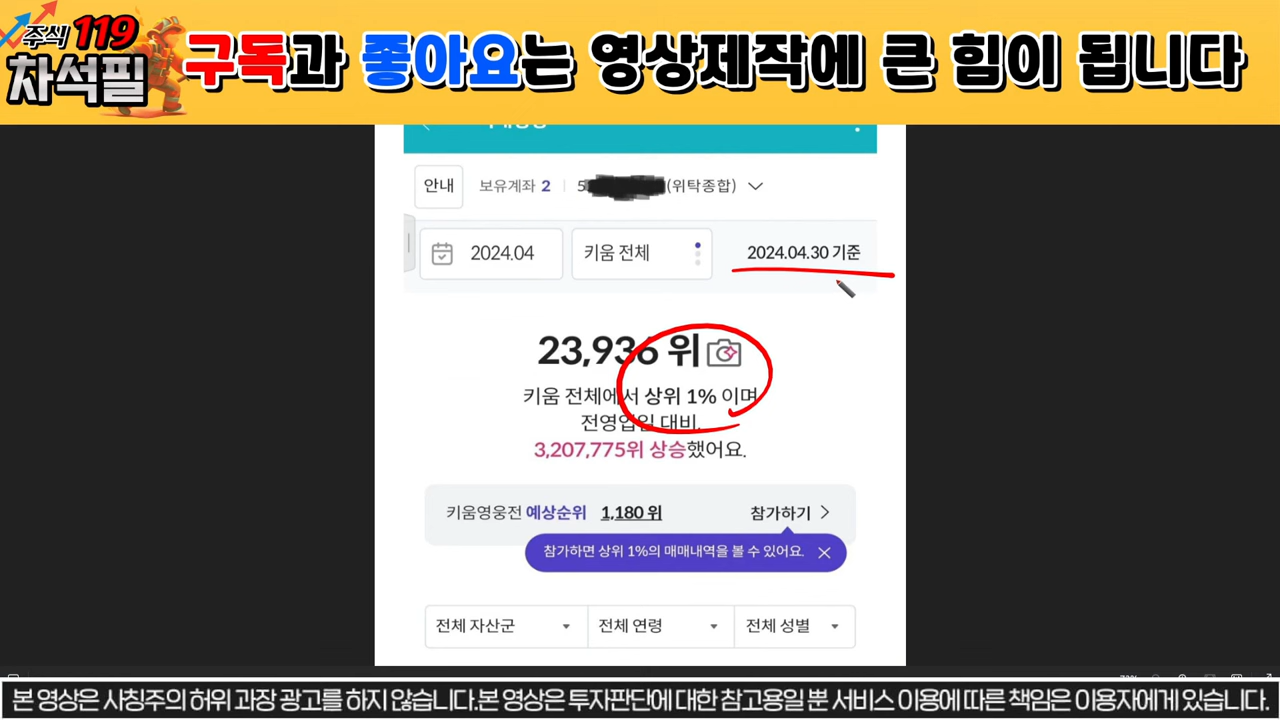 주식 119
차석필
구독과 좋아요는 영상제작에 큰 힘이 됩니다
안내
보유계좌 2
5
(위탁종합)
2024.04
키움 전체
2024.04.30 기준
23,936 위
키움 전체에서 상위 1% 이며
전영업일 대비,
3,207,775위 상승했어요.
키움영웅전 예상순위 1,180 위
참가하기
참가하면 상위 1%의 매매내역을 볼 수 있어요.
전체 자산군
전체 연령
전체 성별
본 영상은 사칭주의 허위 과장 광고를 하지 않습니다.본 영상은 투자판단에 대한 참고용일 뿐 서비스 이용에 따른 책임은 이용자에게 있습니다.